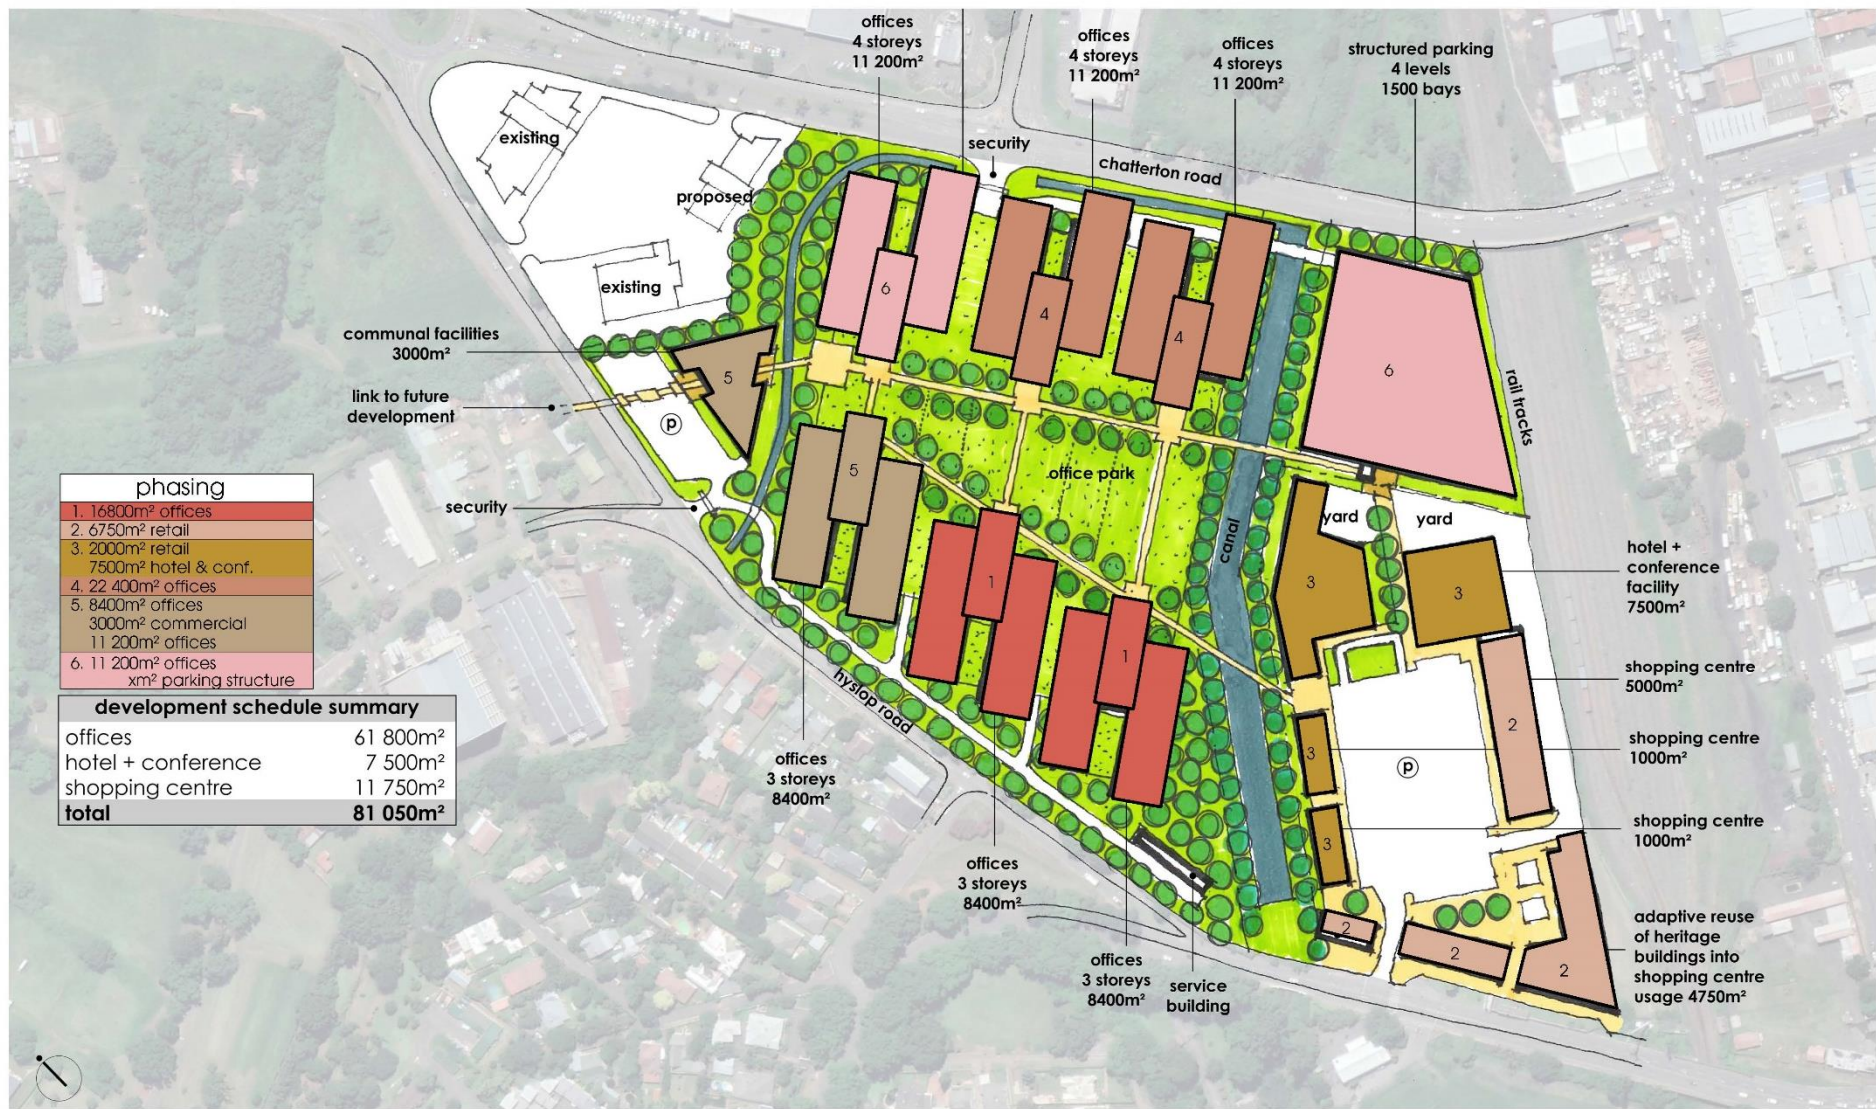 offices
4 storeys
11 200m²
offices
4 storeys
11 200m²
offices
4 storeys
11 200m²
structured parking
4 levels
1500 bays
existing
security
chatterton road
proposed
existing
6
4
4
6
communal facilities
3000m²
5
link to future
development
p
rail tracks
5
office park
security
canal
yard
yard
hotel +
conference
facility
7500m²
1
3
3
1
phasing
1. 16800m² offices
2. 6750m² retail
3. 2000m² retail
7500m² hotel & conf.
4. 22 400m² offices
5. 8400m² offices
3000m² commercial
11 200m² offices
6. 11 200m² offices
xm² parking structure
development schedule summary
offices 61 800m²
hotel + conference 7 500m²
shopping centre 11 750m²
total 81 050m²
hyslop road
offices
3 storeys
8400m²
shopping centre
5000m²
2
shopping centre
1000m²
3
p
shopping centre
1000m²
3
offices
3 storeys
8400m²
offices
3 storeys
8400m²
service
building
2
2
2
adaptive reuse
of heritage
buildings into
shopping centre
usage 4750m²